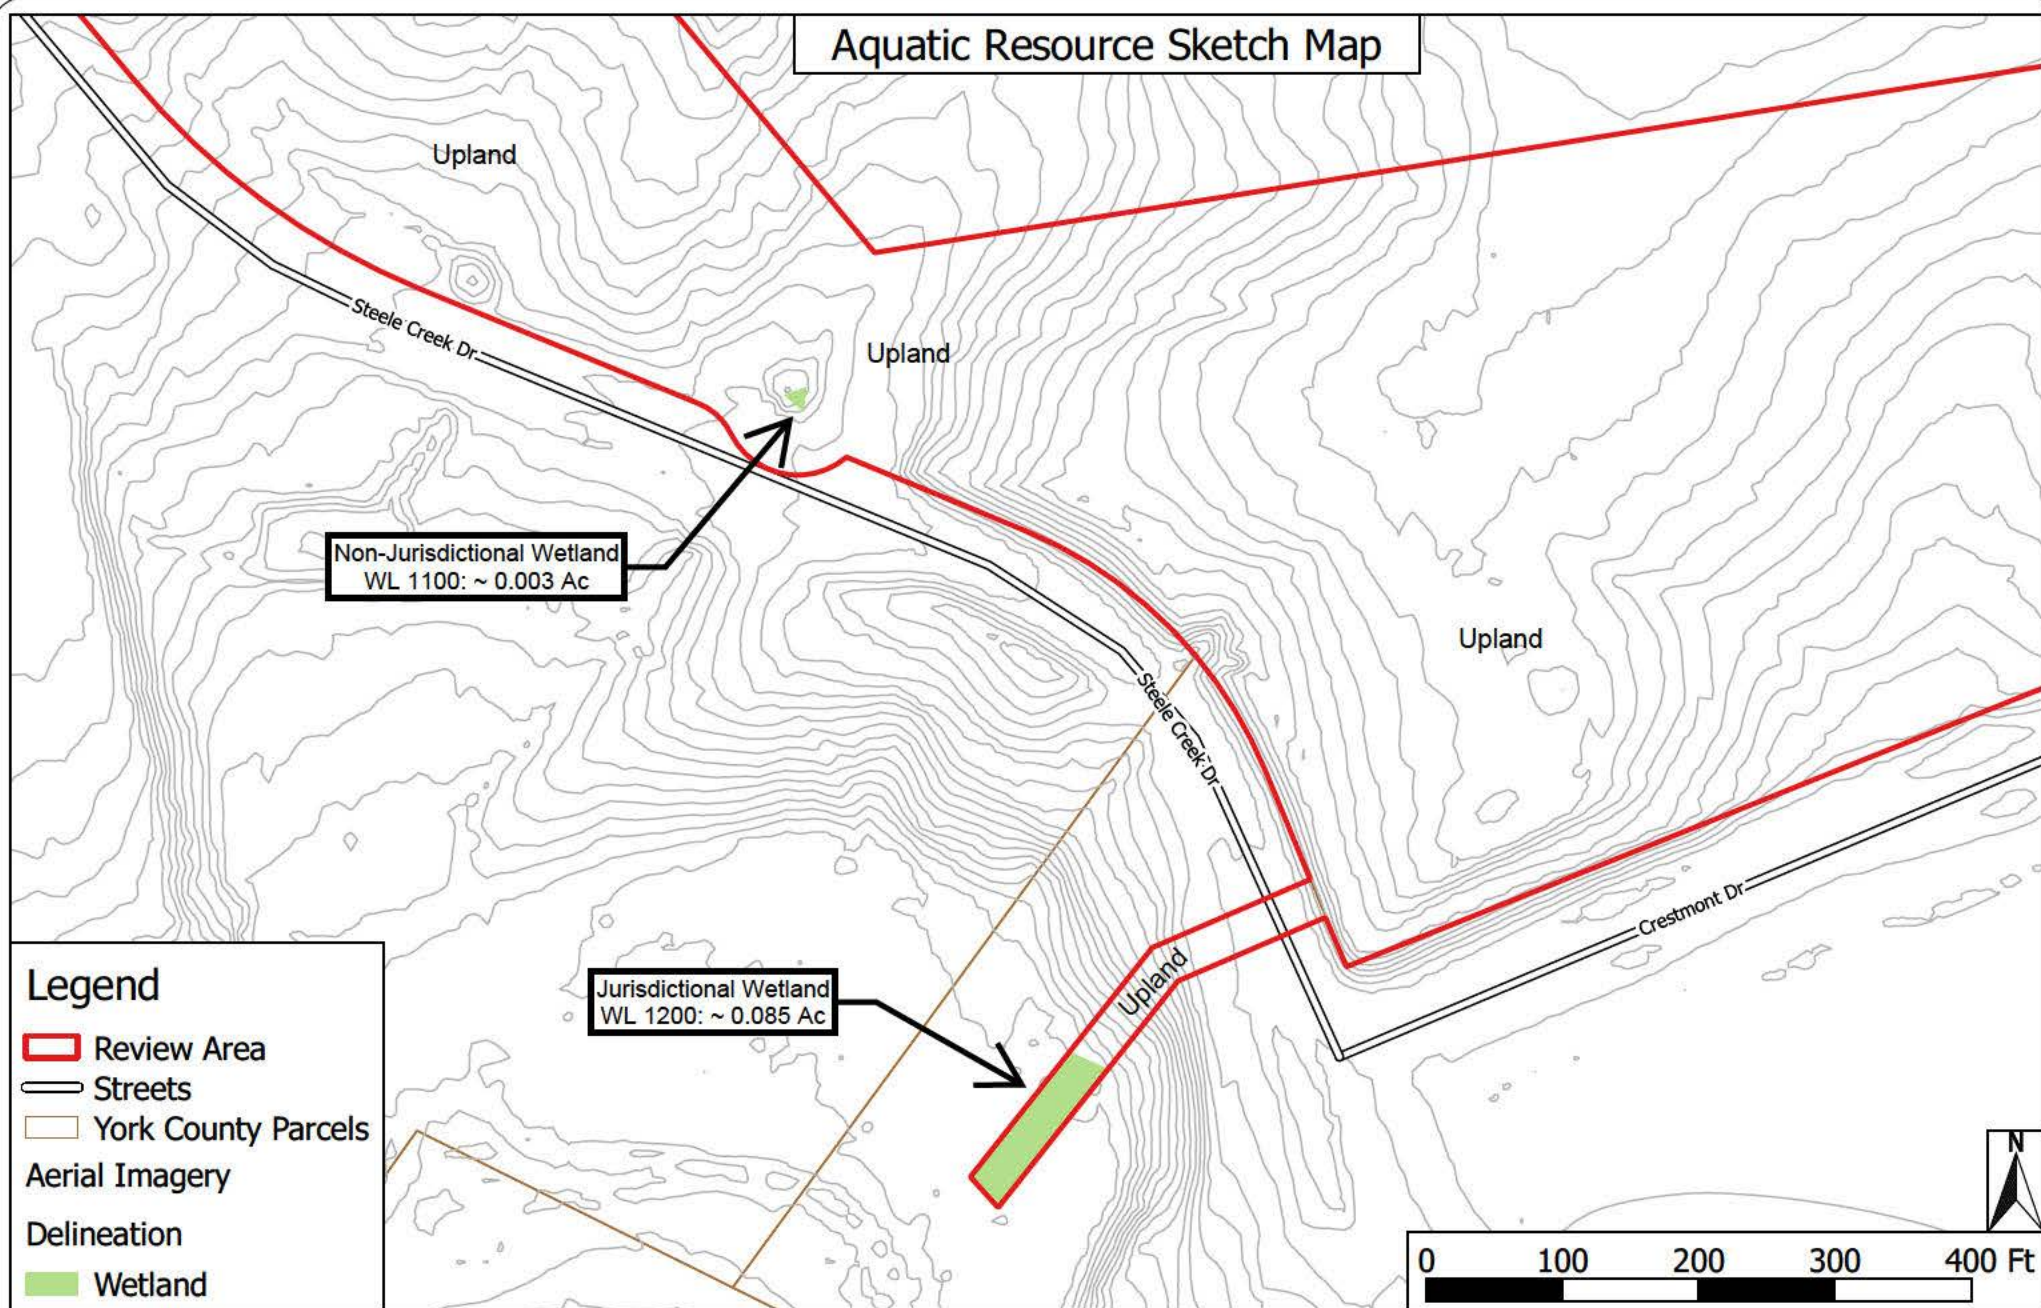 Aquatic Resource Sketch Map
Upland
Steele Creek Dr
Upland
Non-Jurisdictional Wetland
WL 1100: ~ 0.003 Ac
Upland
Steele Creek Dr
Crestmont Dr
Upland
Jurisdictional Wetland
WL 1200: ~ 0.085 Ac
Legend
Review Area
Streets
York County Parcels
Aerial Imagery
Delineation
Wetland
N
0 100 200 300 400 Ft